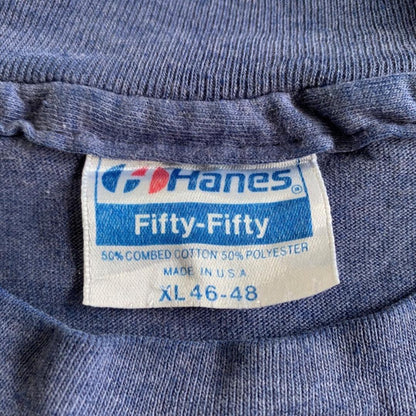 Hanes®
Fifty-Fifty
50% COMBED COTTON 50% POLYESTER
MADE IN U.S.A.
XL 46-48